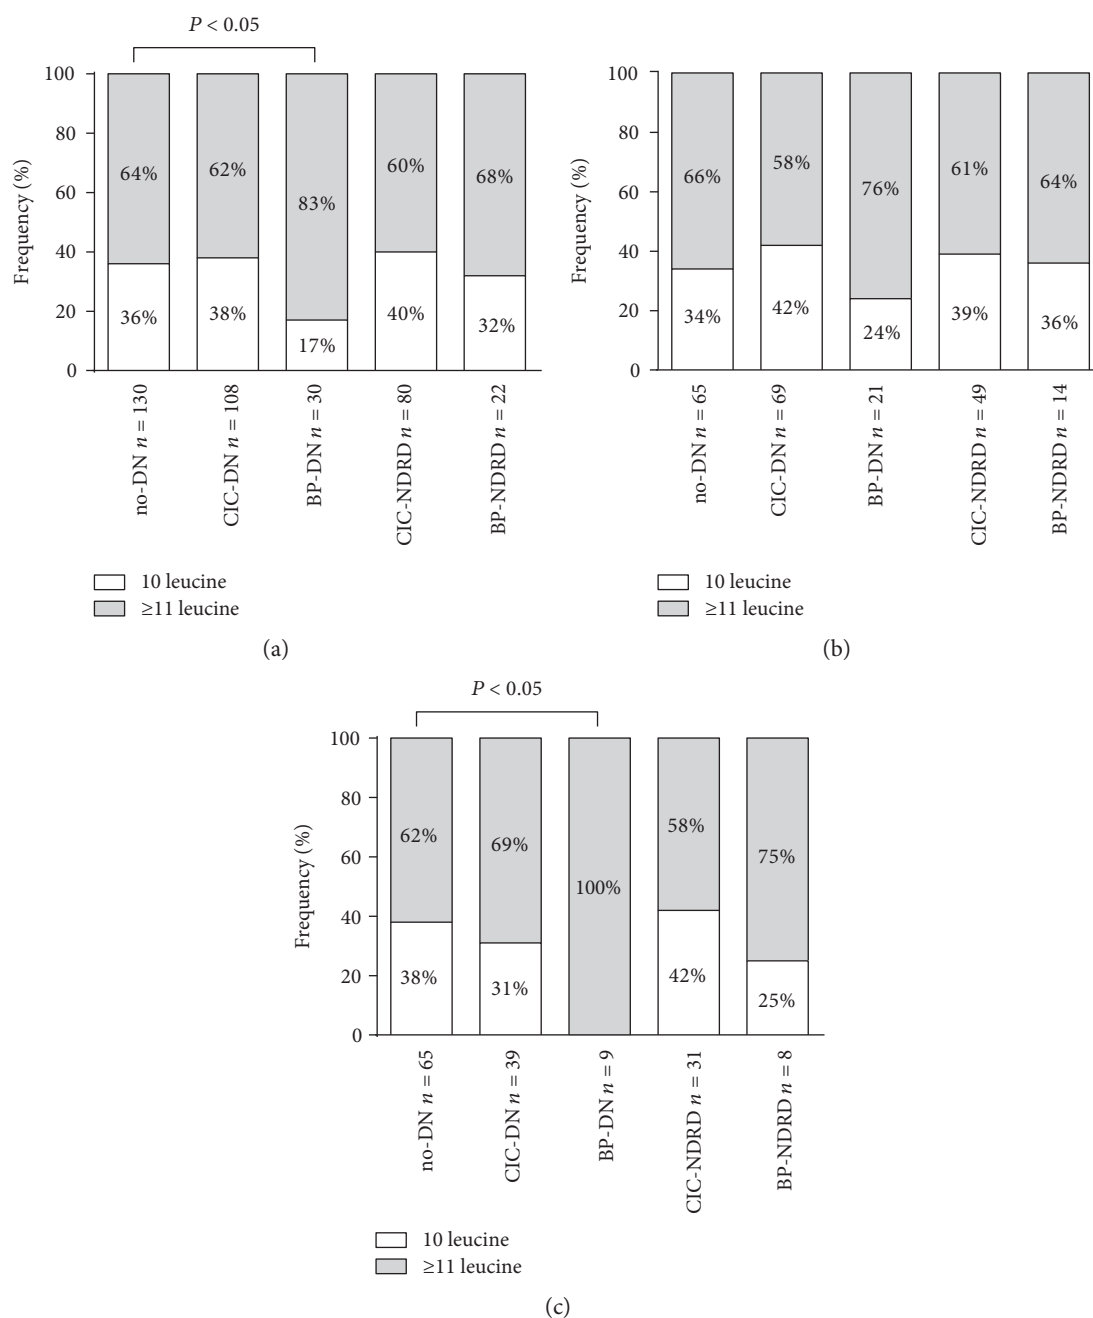 P < 0.05
100
80
60
40
20
0
Frequency (%)
64%
36%
62%
38%
83%
17%
60%
40%
68%
32%
no-DN n = 130
CIC-DN n = 108
BP-DN n = 30
CIC-NDRD n = 80
BP-NDRD n = 22
10 leucine
≥11 leucine
(a)
100
80
60
40
20
0
Frequency (%)
66%
34%
58%
42%
76%
24%
61%
39%
64%
36%
no-DN n = 65
CIC-DN n = 69
BP-DN n = 21
CIC-NDRD n = 49
BP-NDRD n = 14
10 leucine
≥11 leucine
(b)
P < 0.05
100
80
60
40
20
0
Frequency (%)
62%
38%
69%
31%
100%
58%
42%
75%
25%
no-DN n = 65
CIC-DN n = 39
BP-DN n = 9
CIC-NDRD n = 31
BP-NDRD n = 8
10 leucine
≥11 leucine
(c)